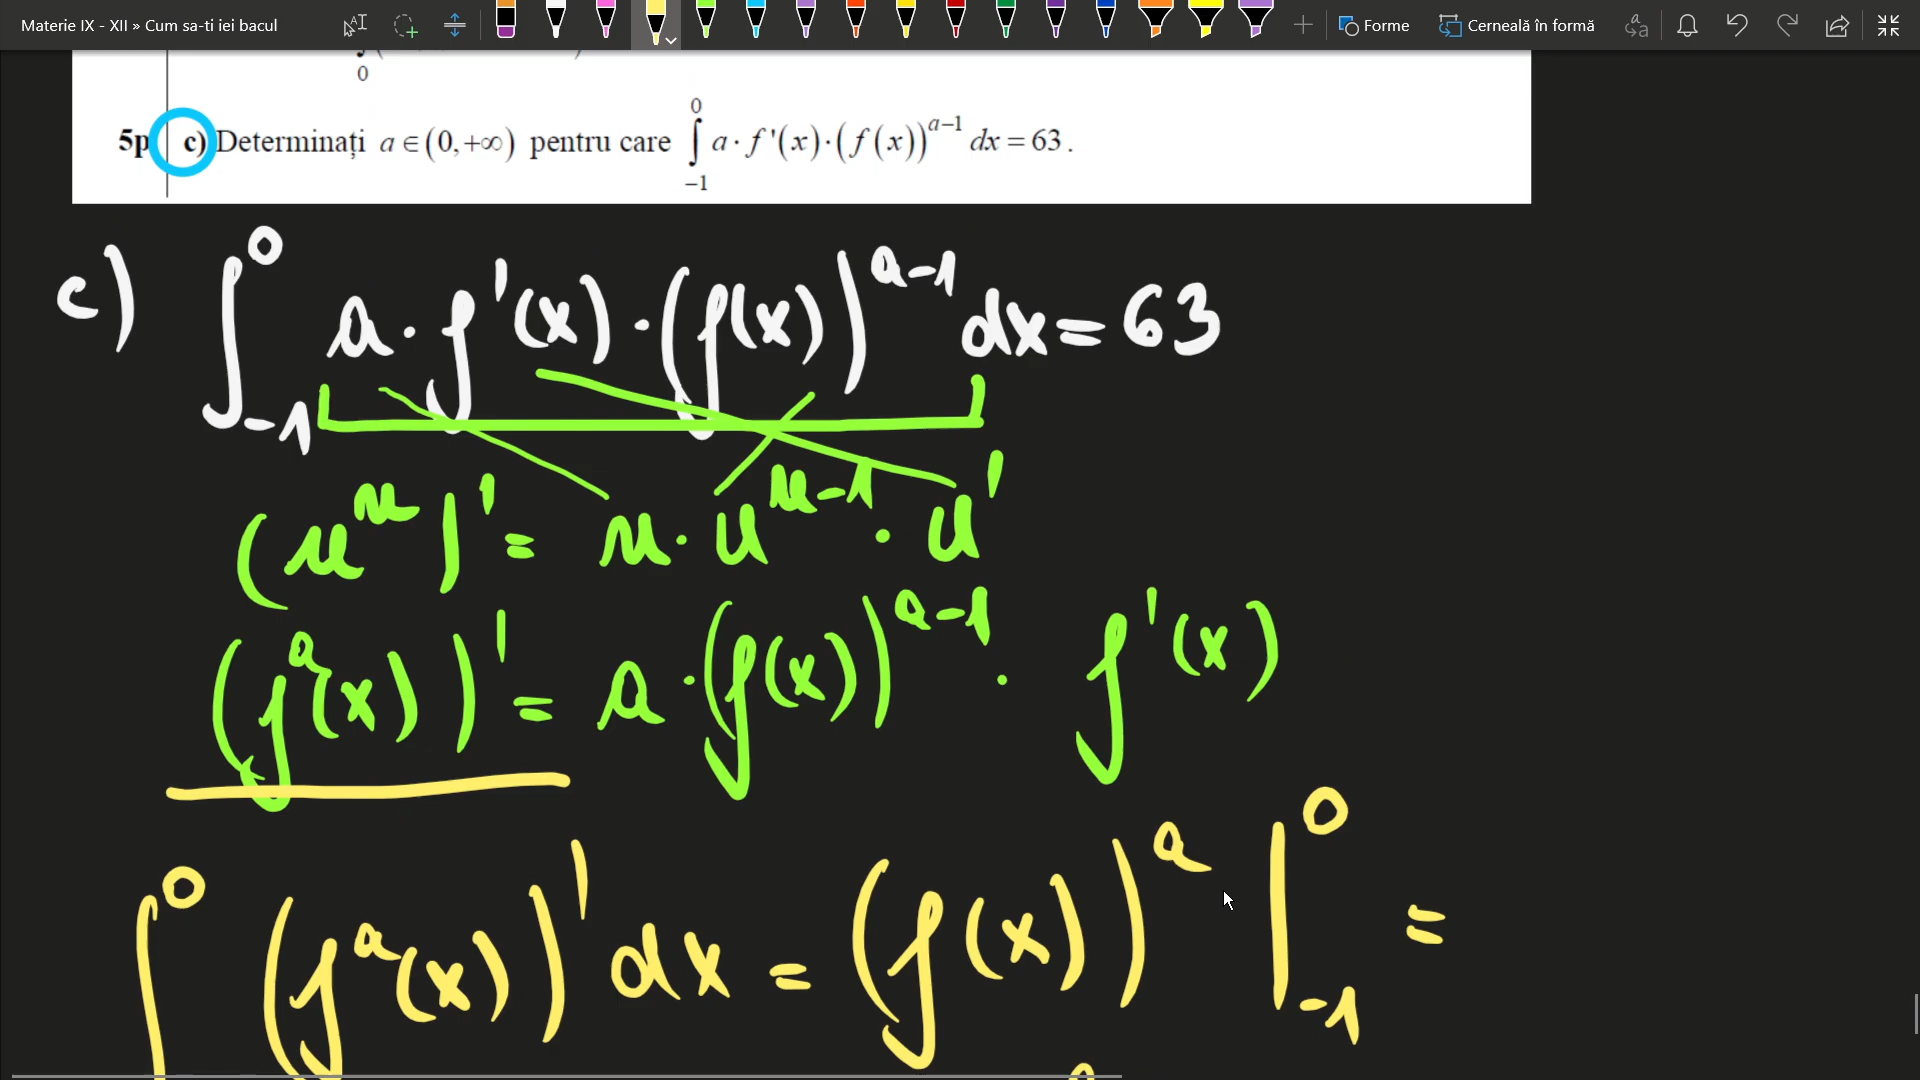 Materie IX - XII » Cum sa-ti iei bacul
Forme
Cerneală în formă
0
5p c) Determinați a ∈ (0,+∞) pentru care ∫_{-1}^{0} a · f '(x) · (f(x))^{a-1} dx = 63.
c) ∫_{-1}^{0} a · f'(x) · (f(x))^{a-1} dx = 63
(u^n)' = n · u^{n-1} · u'
(f^a(x))' = a · (f(x))^{a-1} · f'(x)
∫^{0} (f^a(x))' dx = (f(x))^a |_{-1}^{0} =